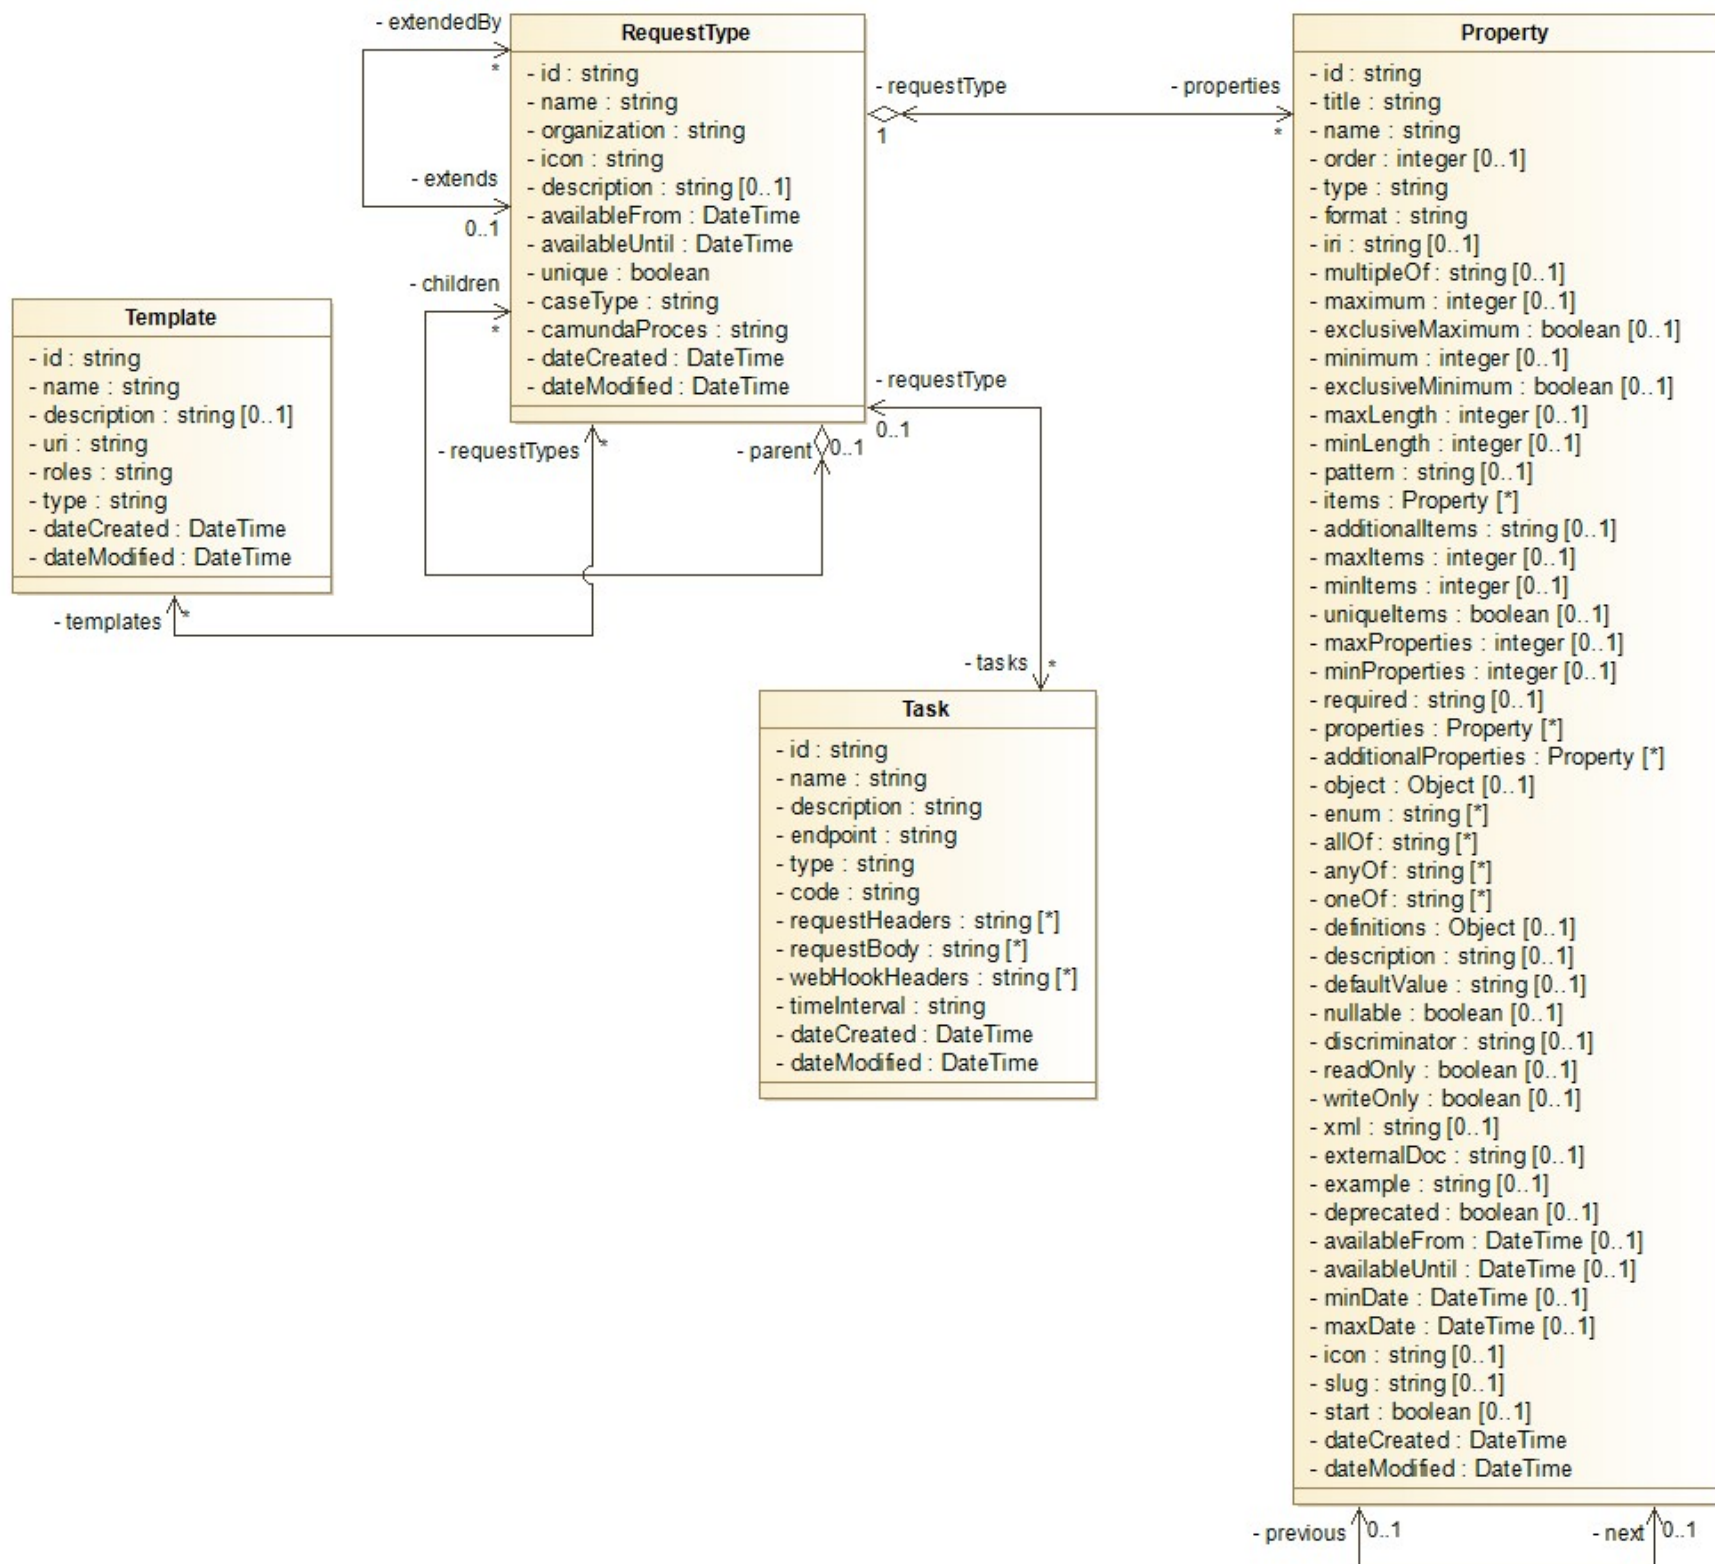 - extendedBy
*
- extends
0..1
- children
*
RequestType
- id : string
- name : string
- organization : string
- icon : string
- description : string [0..1]
- availableFrom : DateTime
- availableUntil : DateTime
- unique : boolean
- caseType : string
- camundaProces : string
- dateCreated : DateTime
- dateModified : DateTime
- requestType
1
- properties
*
- requestType
0..1
- requestTypes
*
- parent
0..1
Template
- id : string
- name : string
- description : string [0..1]
- uri : string
- roles : string
- type : string
- dateCreated : DateTime
- dateModified : DateTime
- templates
*
- tasks
*
Task
- id : string
- name : string
- description : string
- endpoint : string
- type : string
- code : string
- requestHeaders : string [*]
- requestBody : string [*]
- webHookHeaders : string [*]
- timeInterval : string
- dateCreated : DateTime
- dateModified : DateTime
Property
- id : string
- title : string
- name : string
- order : integer [0..1]
- type : string
- format : string
- iri : string [0..1]
- multipleOf : string [0..1]
- maximum : integer [0..1]
- exclusiveMaximum : boolean [0..1]
- minimum : integer [0..1]
- exclusiveMinimum : boolean [0..1]
- maxLength : integer [0..1]
- minLength : integer [0..1]
- pattern : string [0..1]
- items : Property [*]
- additionalItems : string [0..1]
- maxItems : integer [0..1]
- minItems : integer [0..1]
- uniqueItems : boolean [0..1]
- maxProperties : integer [0..1]
- minProperties : integer [0..1]
- required : string [0..1]
- properties : Property [*]
- additionalProperties : Property [*]
- object : Object [0..1]
- enum : string [*]
- allOf : string [*]
- anyOf : string [*]
- oneOf : string [*]
- definitions : Object [0..1]
- description : string [0..1]
- defaultValue : string [0..1]
- nullable : boolean [0..1]
- discriminator : string [0..1]
- readOnly : boolean [0..1]
- writeOnly : boolean [0..1]
- xml : string [0..1]
- externalDoc : string [0..1]
- example : string [0..1]
- deprecated : boolean [0..1]
- availableFrom : DateTime [0..1]
- availableUntil : DateTime [0..1]
- minDate : DateTime [0..1]
- maxDate : DateTime [0..1]
- icon : string [0..1]
- slug : string [0..1]
- start : boolean [0..1]
- dateCreated : DateTime
- dateModified : DateTime
- previous
0..1
- next
0..1